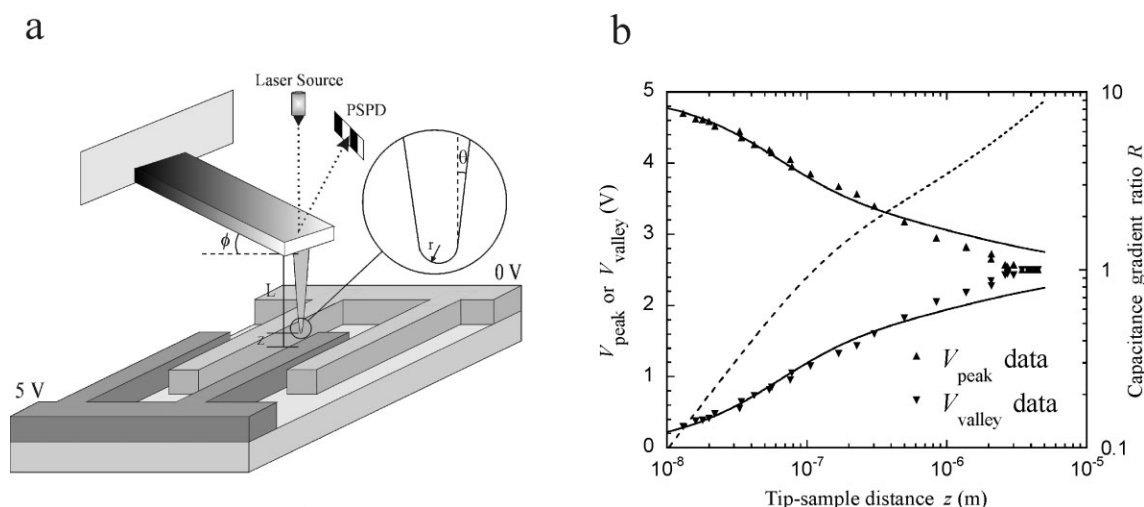 a
Laser Source
PSPD
θ
r
ϕ
L
z
0 V
5 V
b
V_peak or V_valley (V)
5
4
3
2
1
0
10
1
0.1
Capacitance gradient ratio R
V_peak data
V_valley data
10^-8
10^-7
10^-6
10^-5
Tip-sample distance z (m)